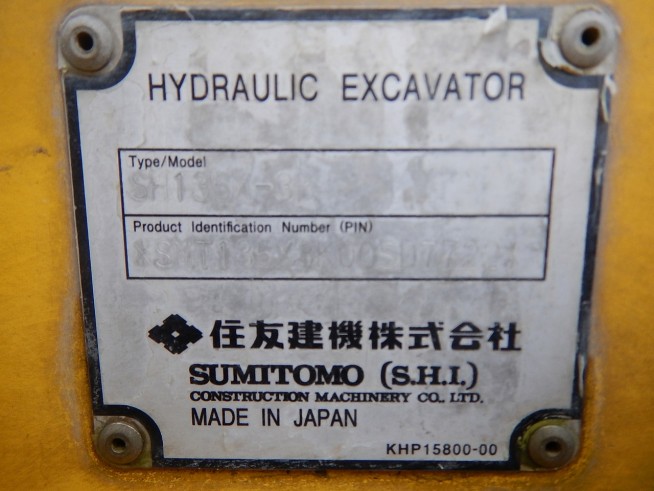 HYDRAULIC EXCAVATOR
Type/Model
Product Identification Number (PIN)
住友建機株式会社
SUMITOMO (S.H.I.)
CONSTRUCTION MACHINERY CO., LTD.
MADE IN JAPAN
KHP15800-00